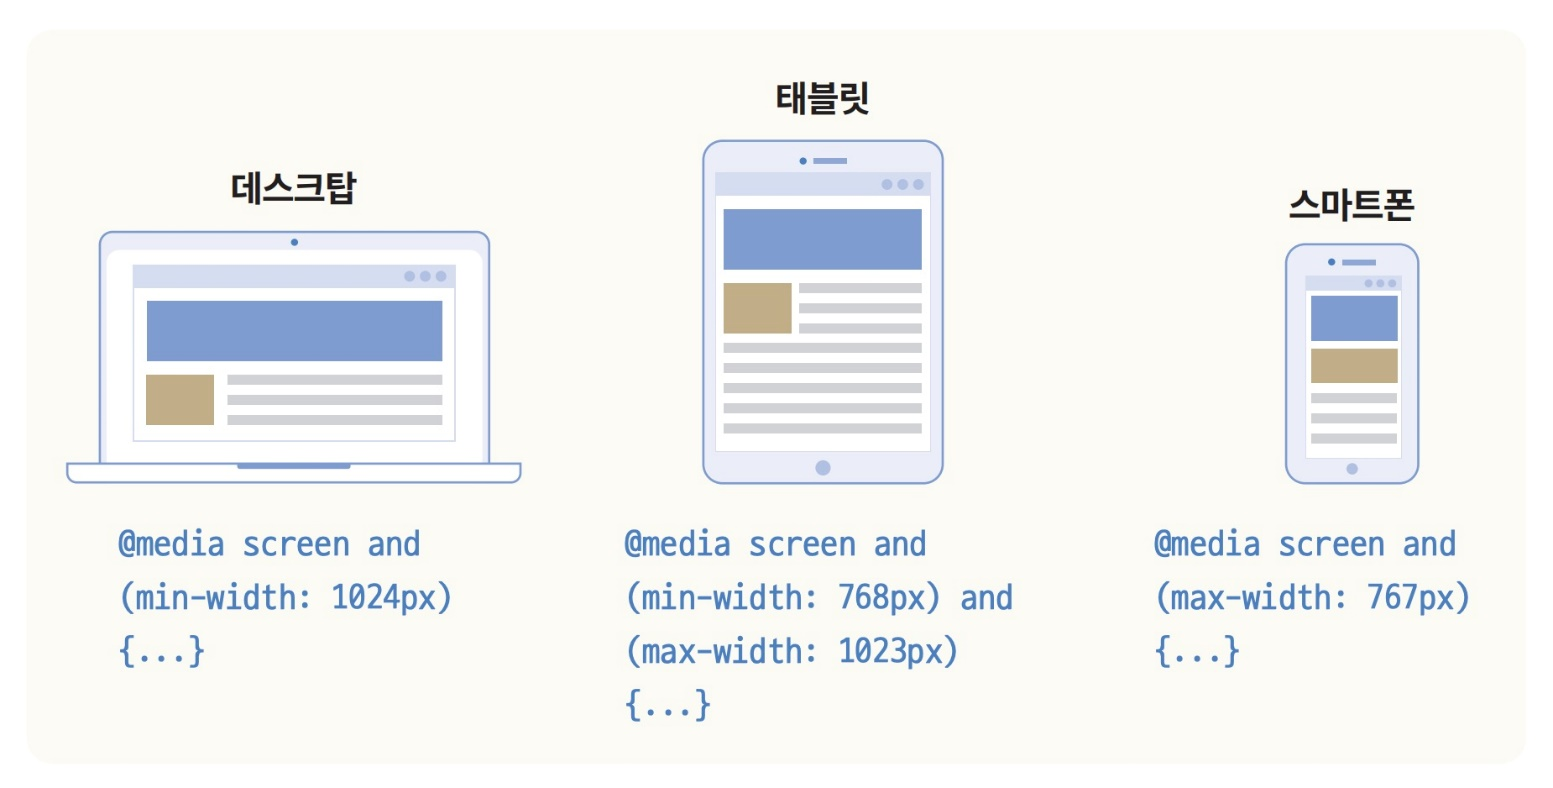 데스크탑
@media screen and
(min-width: 1024px)
{...}
태블릿
@media screen and
(min-width: 768px) and
(max-width: 1023px)
{...}
스마트폰
@media screen and
(max-width: 767px)
{...}